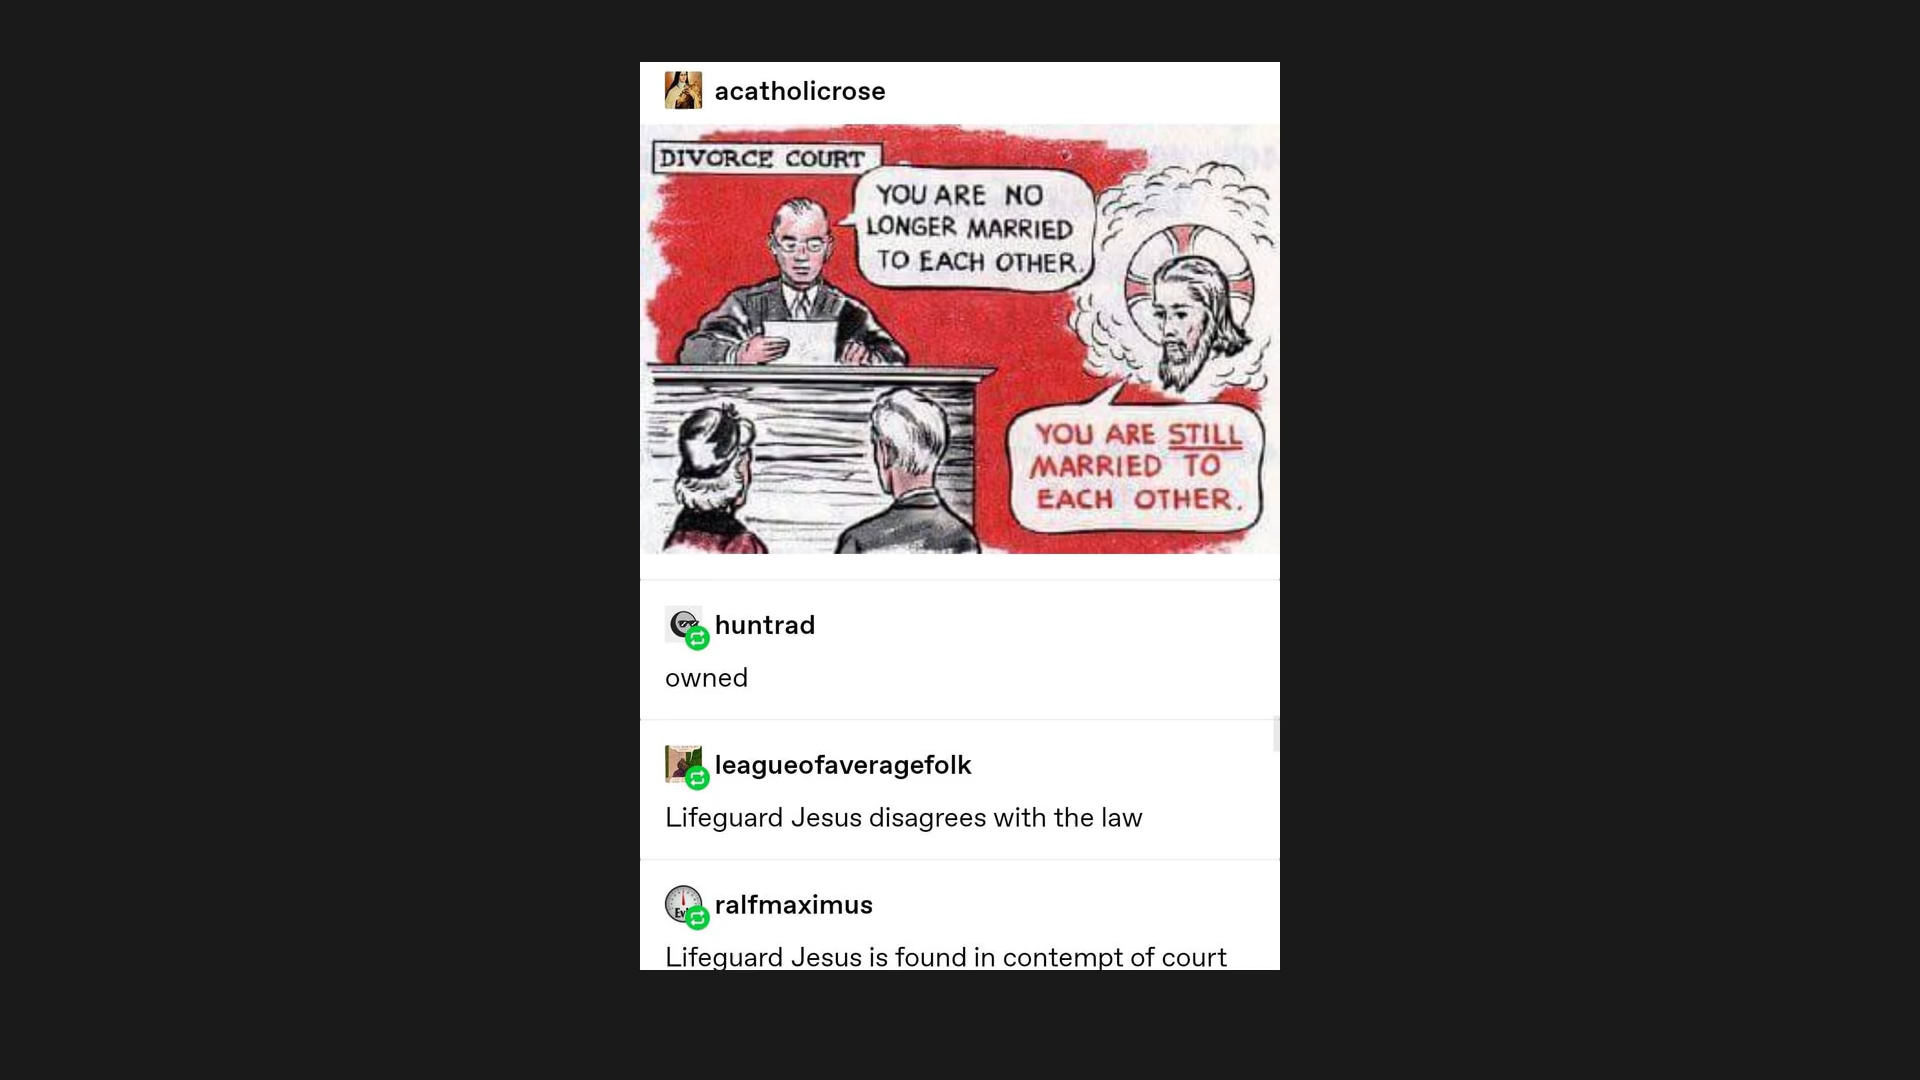 acatholicrose
DIVORCE COURT
YOU ARE NO
LONGER MARRIED
TO EACH OTHER.
YOU ARE STILL
MARRIED TO
EACH OTHER.
huntrad
owned
leagueofaveragefolk
Lifeguard Jesus disagrees with the law
ralfmaximus
Lifeguard Jesus is found in contempt of court